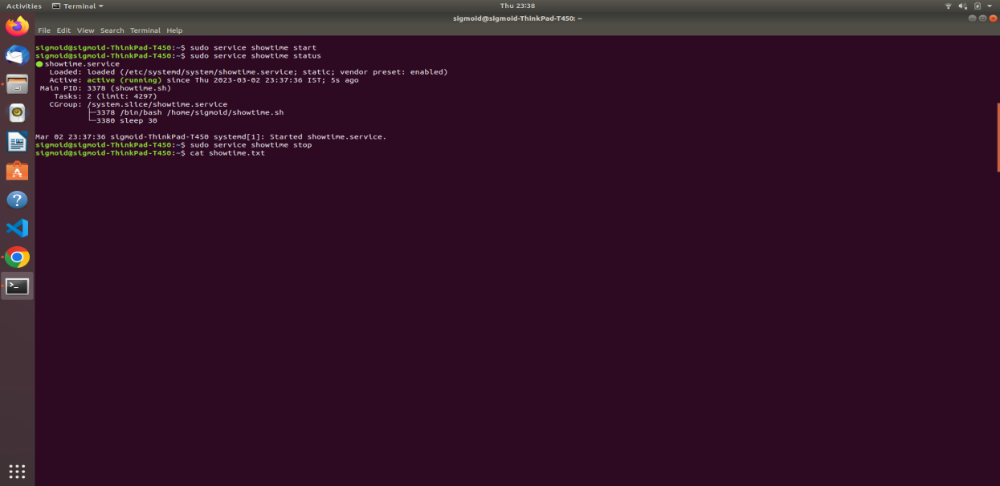 Activities Terminal Thu 23:38
sigmoid@sigmoid-ThinkPad-T450: ~
File Edit View Search Terminal Help
sigmoid@sigmoid-ThinkPad-T450:~$ sudo service showtime start
sigmoid@sigmoid-ThinkPad-T450:~$ sudo service showtime status
● showtime.service
Loaded: loaded (/etc/systemd/system/showtime.service; static; vendor preset: enabled)
Active: active (running) since Thu 2023-03-02 23:37:36 IST; 5s ago
Main PID: 3378 (showtime.sh)
Tasks: 2 (limit: 4297)
CGroup: /system.slice/showtime.service
├─3378 /bin/bash /home/sigmoid/showtime.sh
└─3380 sleep 30
Mar 02 23:37:36 sigmoid-ThinkPad-T450 systemd[1]: Started showtime.service.
sigmoid@sigmoid-ThinkPad-T450:~$ sudo service showtime stop
sigmoid@sigmoid-ThinkPad-T450:~$ cat showtime.txt